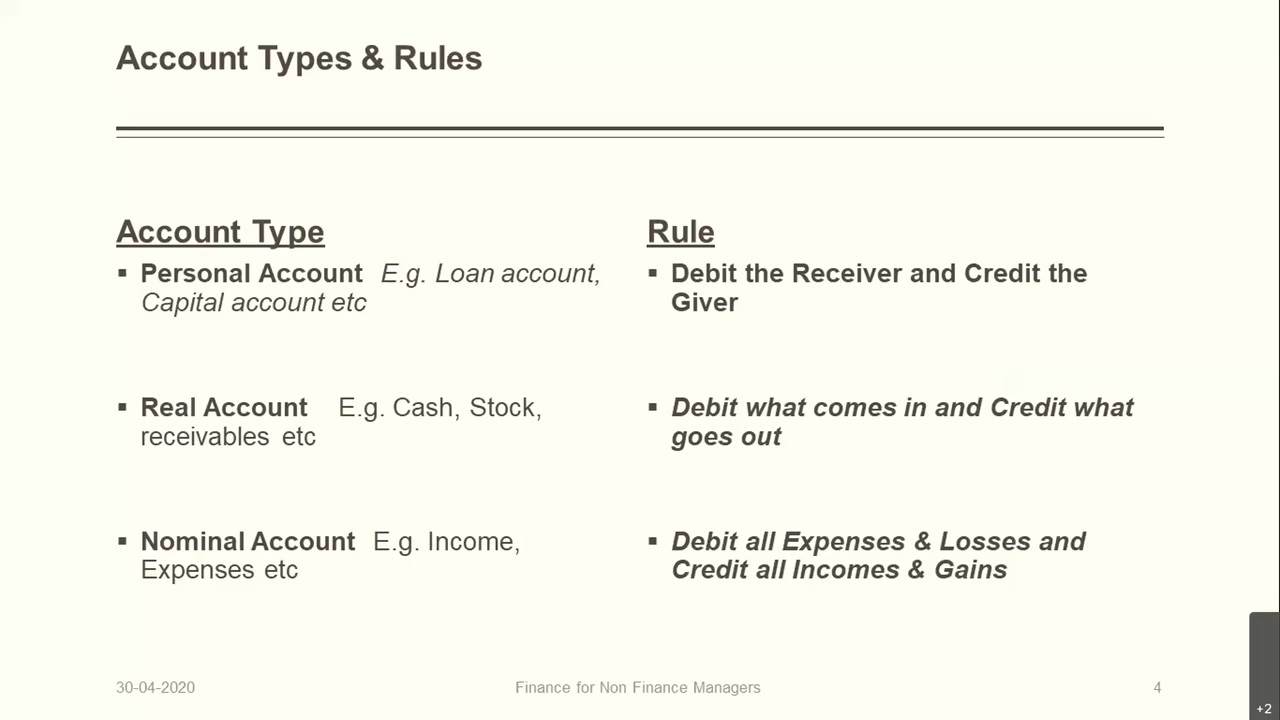 Account Types & Rules
Account Type
▪ Personal Account E.g. Loan account,
Capital account etc
▪ Real Account E.g. Cash, Stock,
receivables etc
▪ Nominal Account E.g. Income,
Expenses etc
Rule
▪ Debit the Receiver and Credit the
Giver
▪ Debit what comes in and Credit what
goes out
▪ Debit all Expenses & Losses and
Credit all Incomes & Gains
30-04-2020
Finance for Non Finance Managers
4
+2